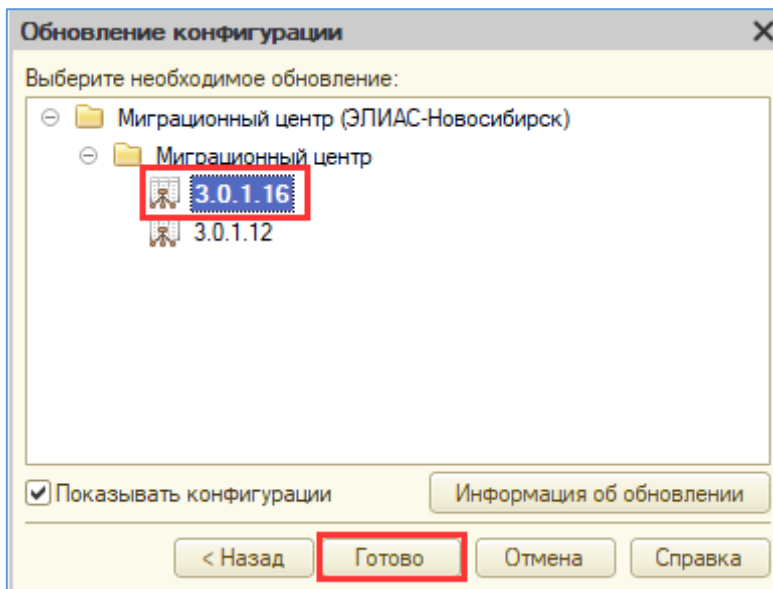 Обновление конфигурации
Выберите необходимое обновление:
Миграционный центр (ЭЛИАС-Новосибирск)
Миграционный центр
3.0.1.16
3.0.1.12
Показывать конфигурации Информация об обновлении
< Назад Готово Отмена Справка